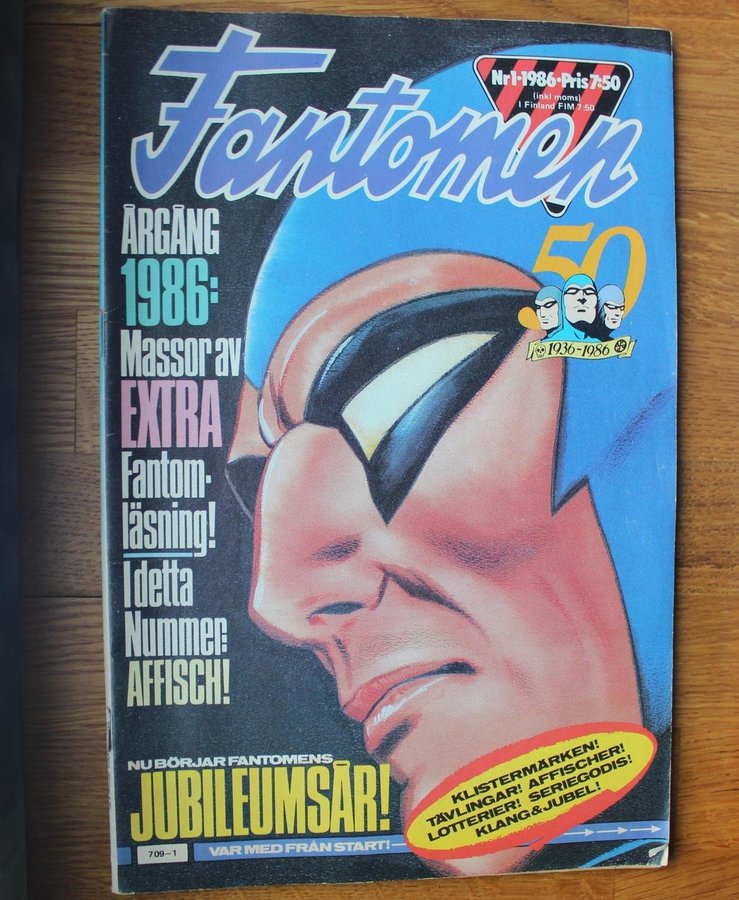 Fantomen
Nr1•1986•Pris 7:50
(inkl moms)
I Finland FIM 7:50
50
1936-1986
ÅRGÅNG
1986:
Massor av
EXTRA
Fantom-
läsning!
I detta
Nummer:
AFFISCH!
NU BÖRJAR FANTOMENS
JUBILEUMSÅR!
KLISTERMÄRKEN!
TÄVLINGAR! AFFISCHER!
LOTTERIER! SERIEGODIS!
KLANG&JUBEL!
709-1
VAR MED FRÅN START!